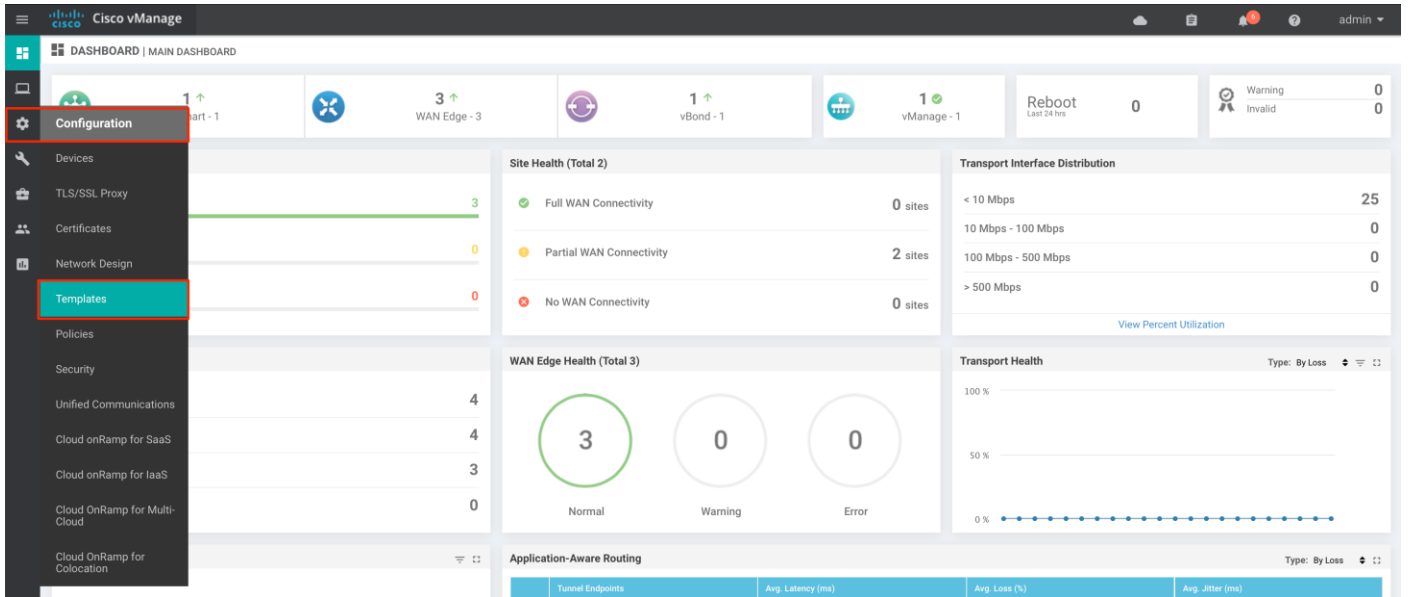 cisco Cisco vManage
6
admin
DASHBOARD | MAIN DASHBOARD
1
art - 1
3
WAN Edge - 3
1
vBond - 1
1
vManage - 1
Reboot
Last 24 hrs
0
Warning
0
Invalid
0
Configuration
Devices
TLS/SSL Proxy
Certificates
Network Design
Templates
Policies
Security
Unified Communications
Cloud onRamp for SaaS
Cloud onRamp for IaaS
Cloud OnRamp for Multi-
Cloud
Cloud OnRamp for
Colocation
3
0
0
Site Health (Total 2)
Full WAN Connectivity
0 sites
Partial WAN Connectivity
2 sites
No WAN Connectivity
0 sites
Transport Interface Distribution
< 10 Mbps
25
10 Mbps - 100 Mbps
0
100 Mbps - 500 Mbps
0
> 500 Mbps
0
View Percent Utilization
4
4
3
0
WAN Edge Health (Total 3)
3
0
0
Normal
Warning
Error
Transport Health
Type: By Loss
100 %
50 %
0 %
Application-Aware Routing
Type: By Loss
Tunnel Endpoints
Avg. Latency (ms)
Avg. Loss (%)
Avg. Jitter (ms)